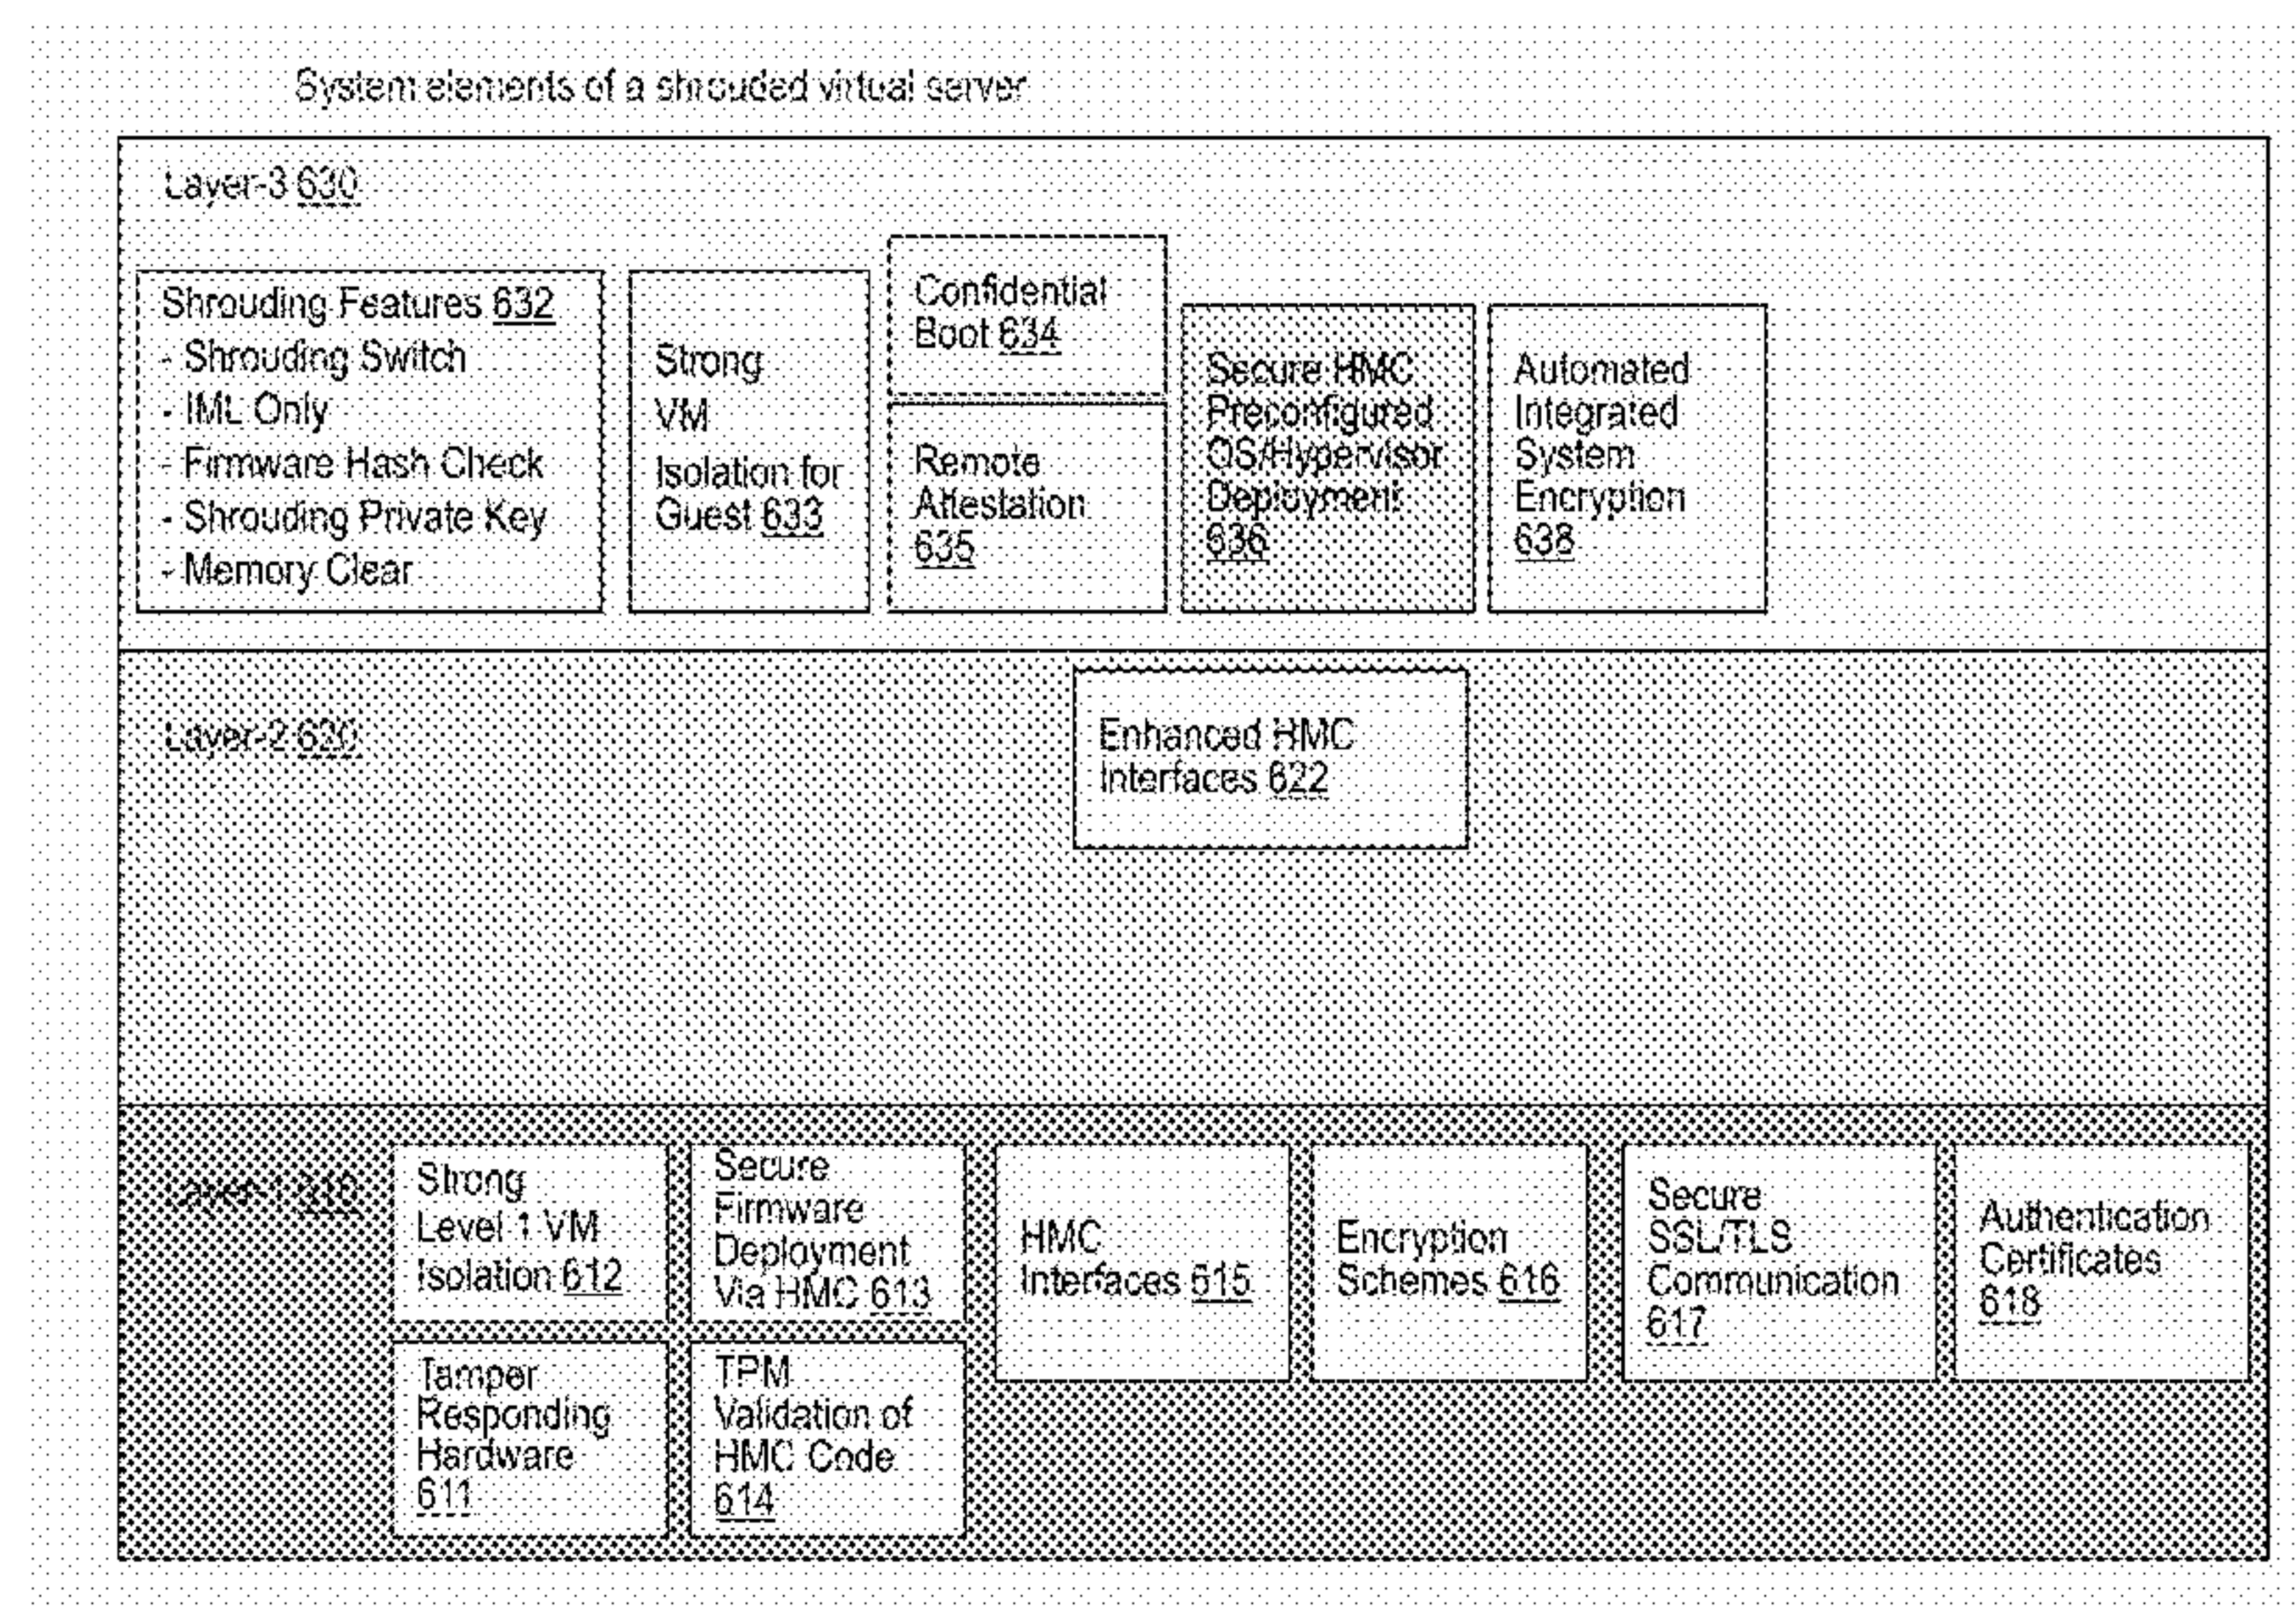 System elements of a shrouded virtual server
Layer-3 630
Shrouding Features 632
- Shrouding Switch
- IML Only
- Firmware Hash Check
- Shrouding Private Key
- Memory Clear
Strong
VM
Isolation for
Guest 633
Confidential
Boot 634
Remote
Attestation
635
Secure HMC
Preconfigured
OS/Hypervisor
Deployment
636
Automated
Integrated
System
Encryption
638
Layer-2 620
Enhanced HMC
Interfaces 622
Layer-1
Strong
Level 1 VM
Isolation 612
Secure
Firmware
Deployment
Via HMC 613
HMC
Interfaces 615
Encryption
Schemes 616
Secure
SSL/TLS
Communication
617
Authentication
Certificates
618
Tamper
Responding
Hardware
611
TPM
Validation of
HMC Code
614